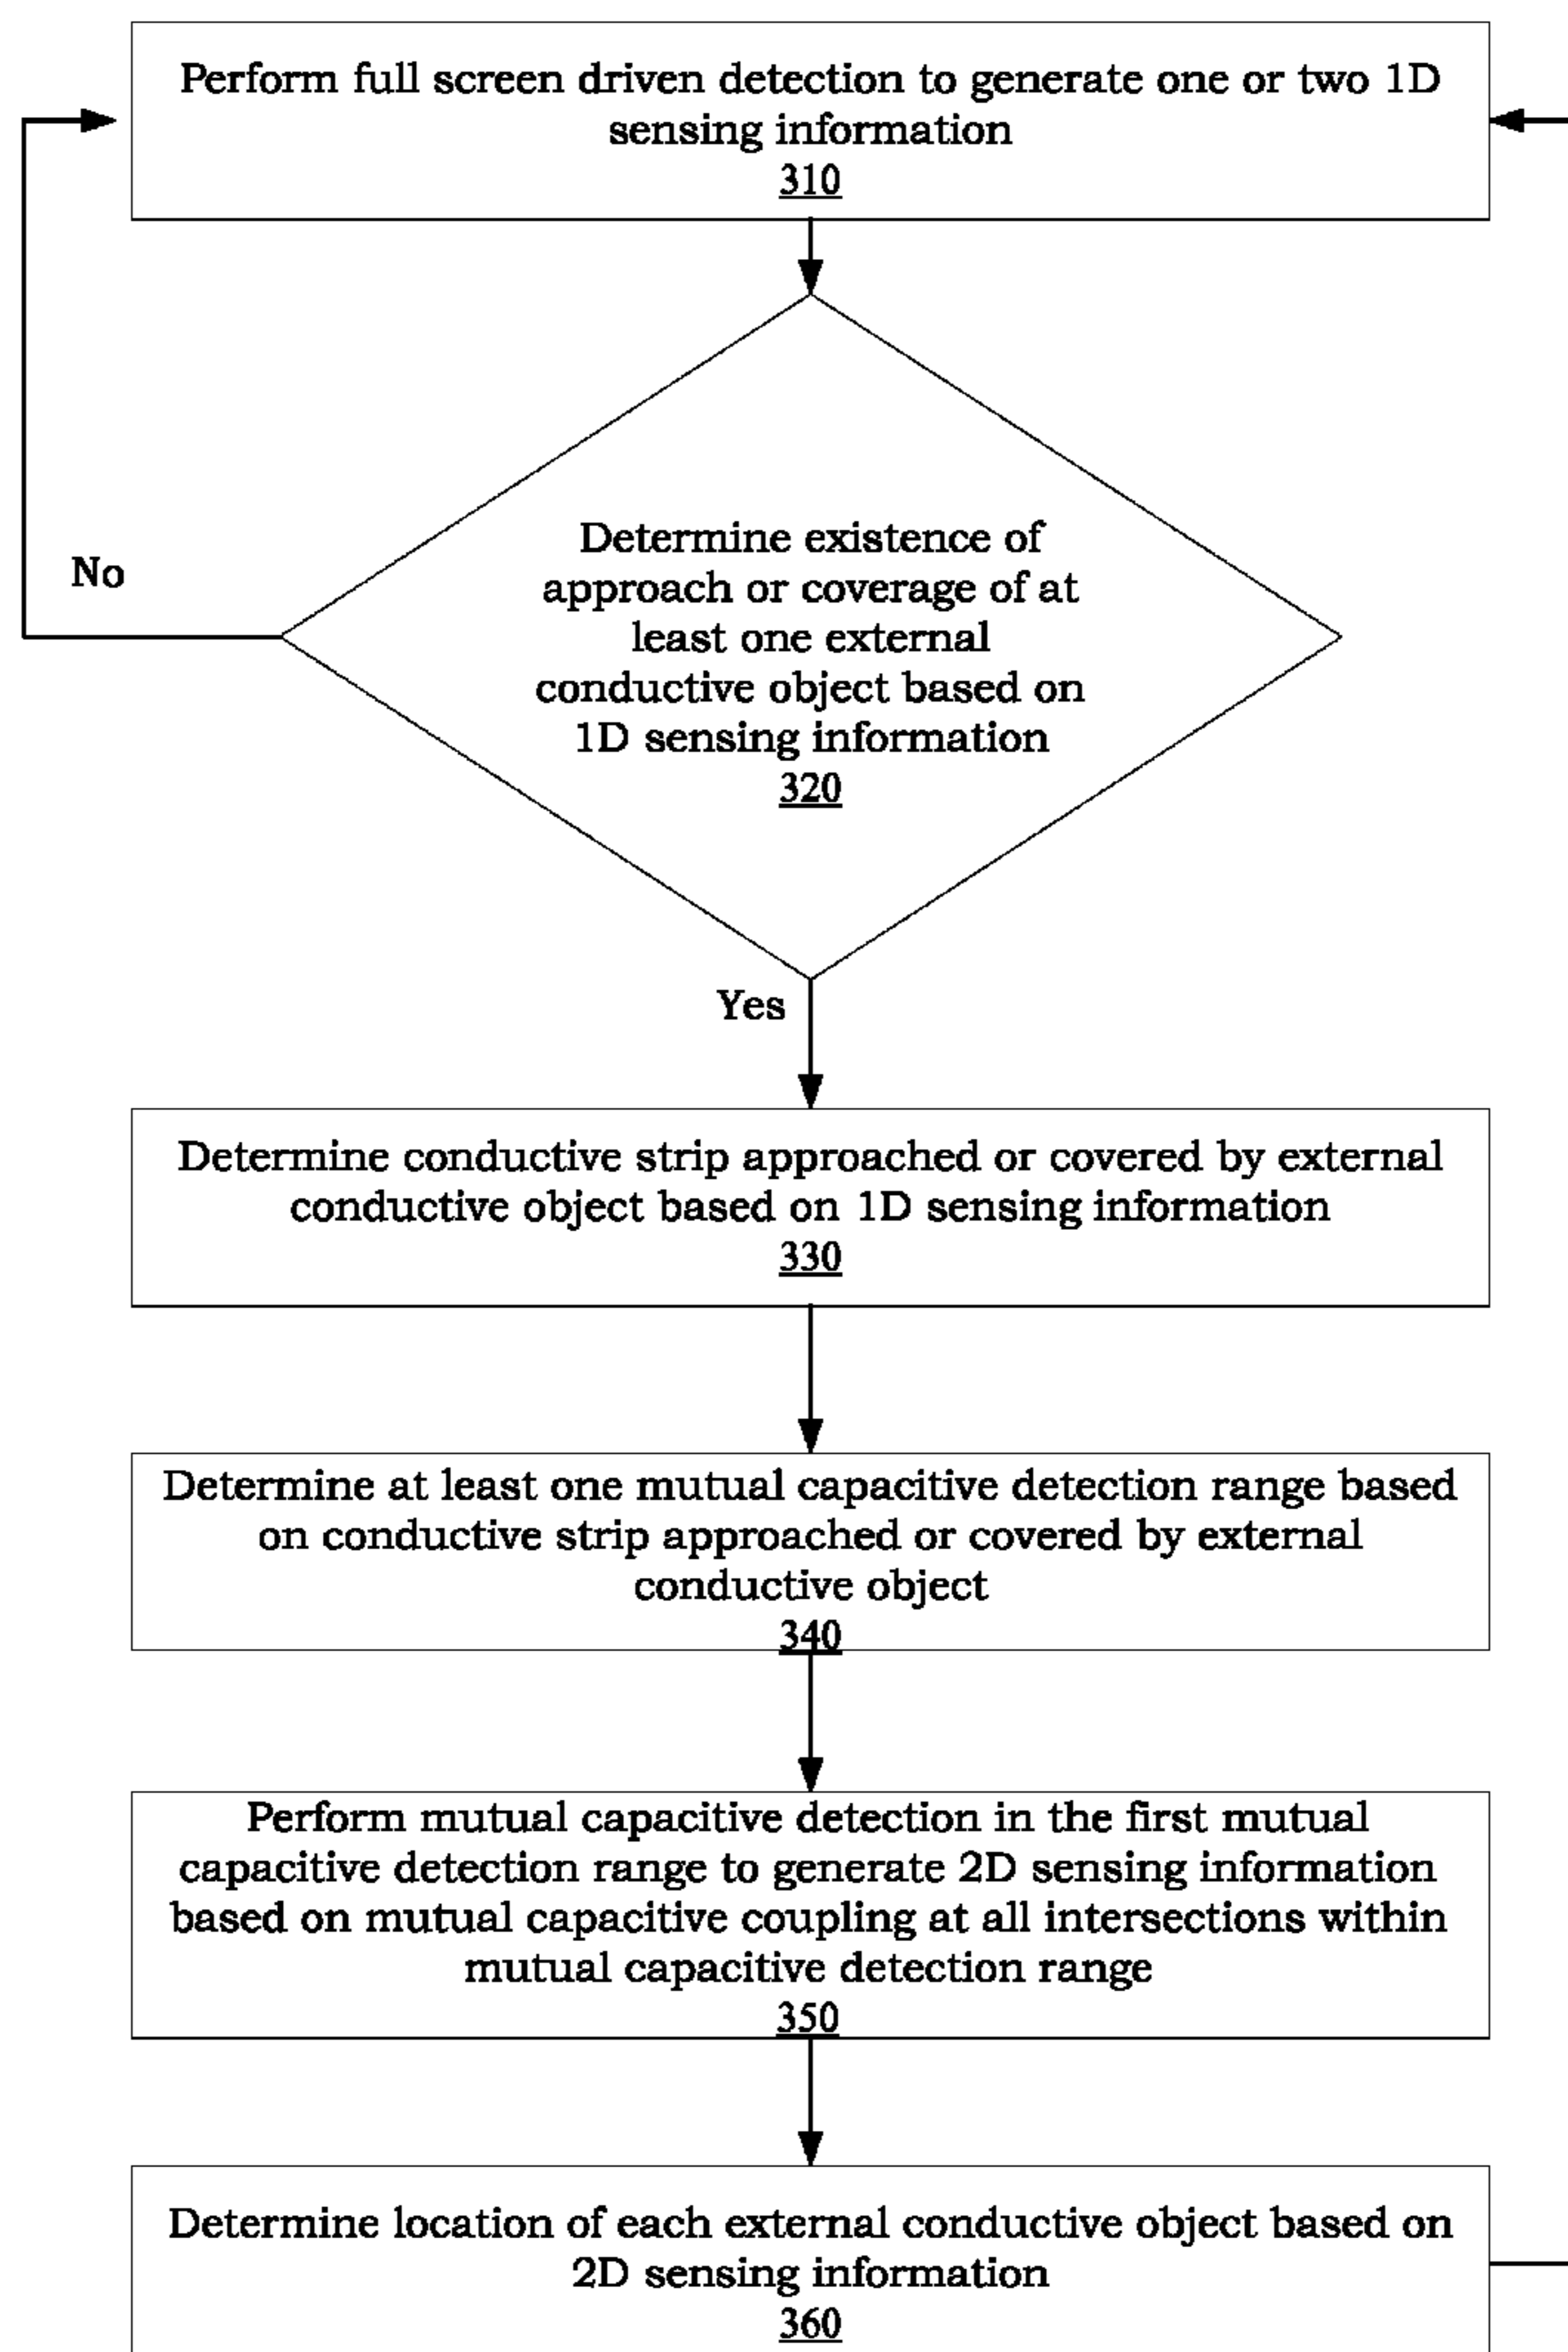 Perform full screen driven detection to generate one or two 1D
sensing information
310
Determine existence of
approach or coverage of at
least one external
conductive object based on
1D sensing information
320
No
Yes
Determine conductive strip approached or covered by external
conductive object based on 1D sensing information
330
Determine at least one mutual capacitive detection range based
on conductive strip approached or covered by external
conductive object
340
Perform mutual capacitive detection in the first mutual
capacitive detection range to generate 2D sensing information
based on mutual capacitive coupling at all intersections within
mutual capacitive detection range
350
Determine location of each external conductive object based on
2D sensing information
360